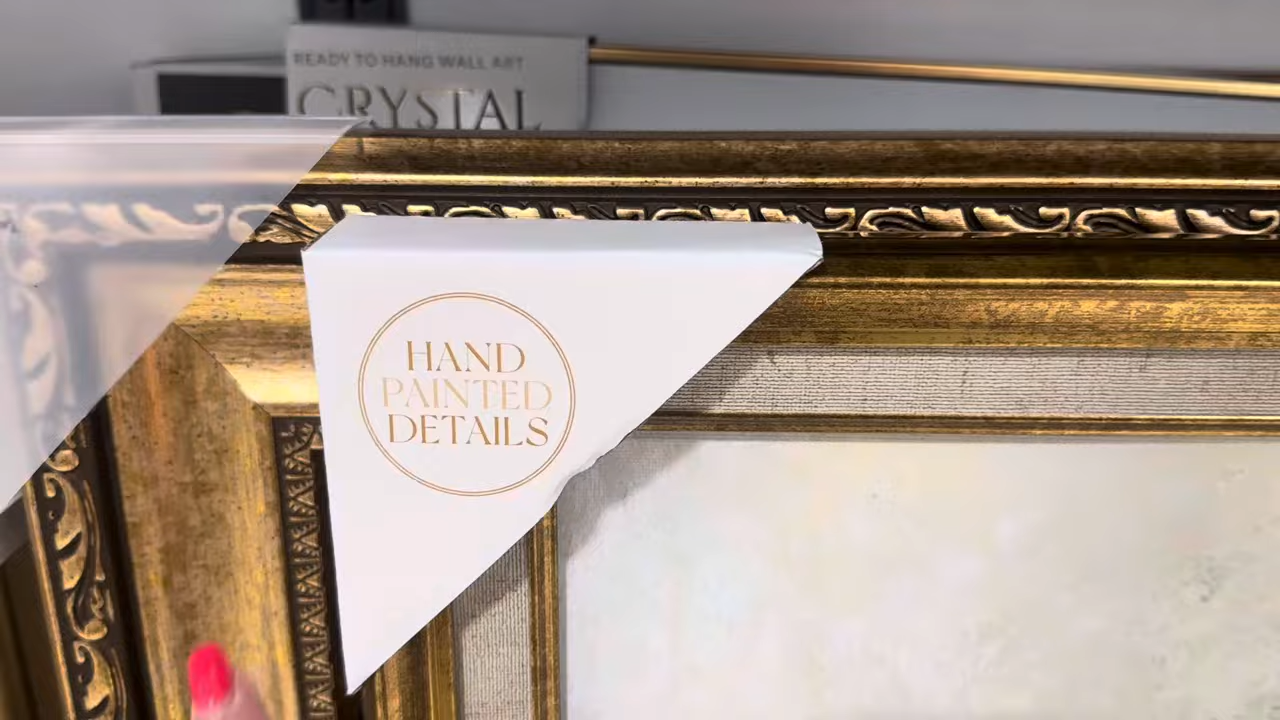 READY TO HANG WALL ART
CRYSTAL
HAND
PAINTED
DETAILS